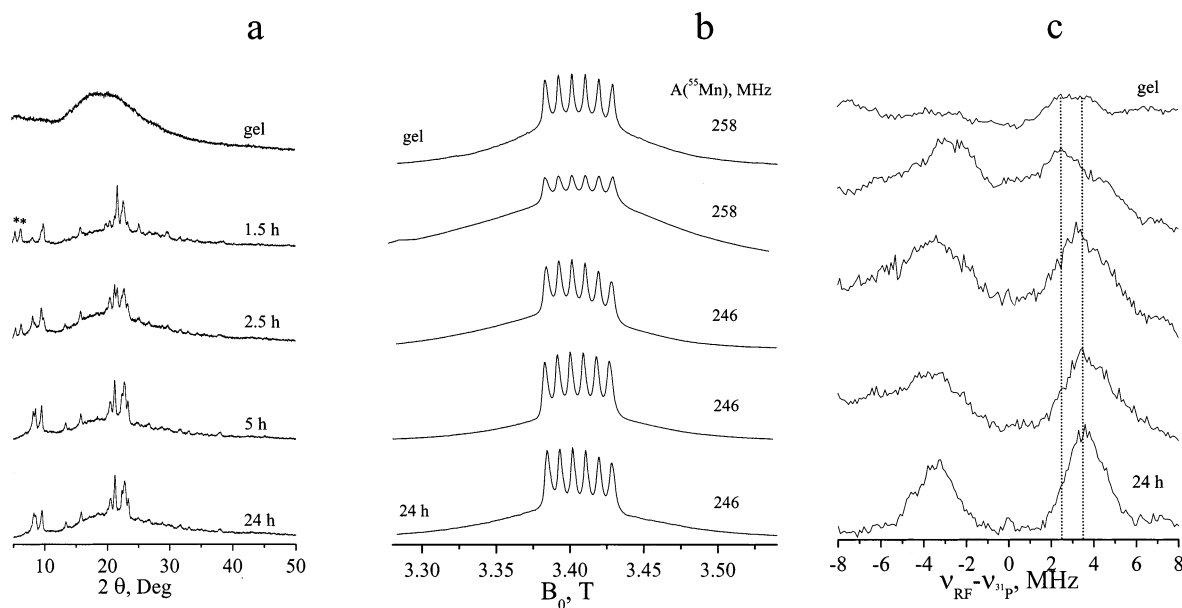 a
gel
**
1.5 h
2.5 h
5 h
24 h
10 20 30 40 50
2 θ, Deg
b
A(⁵⁵Mn), MHz
gel
258
258
246
246
24 h
246
3.30 3.35 3.40 3.45 3.50
B₀, T
c
gel
24 h
-8 -6 -4 -2 0 2 4 6 8
ν_RF-ν_³¹P, MHz